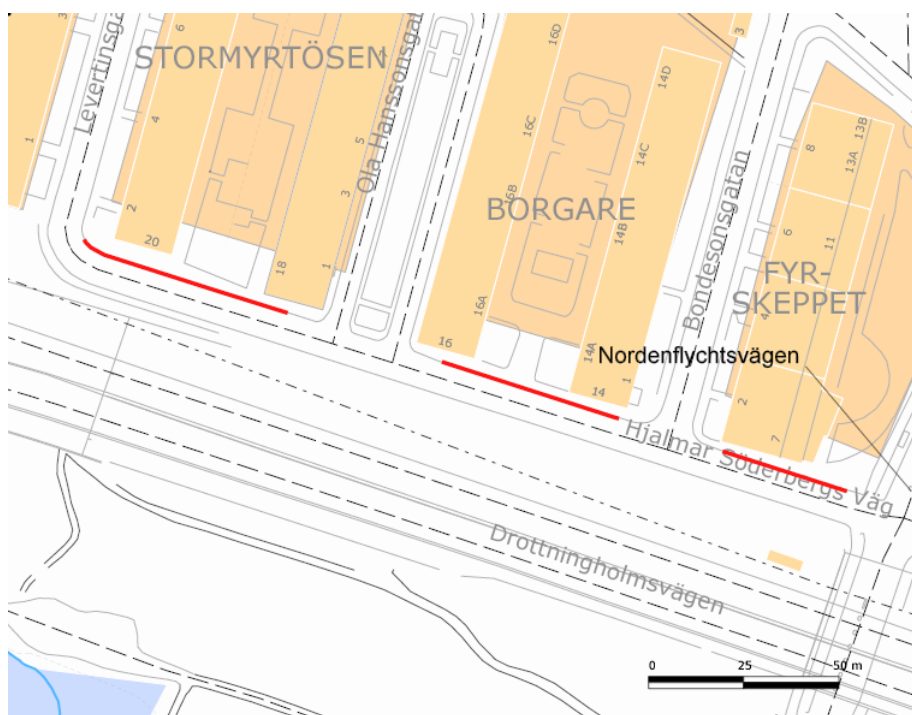 Levertinsga
STORMYRTÖSEN
Ola Hanssonsgat
BORGARE
Bondesonsgatan
FYR-
SKEPPET
Nordenflychtsvägen
Hjalmar Söderbergs Väg
Drottningholmsvägen
6
4
2
20
18
1
3
5
1
16D
16C
16B
16A
16
14D
14C
14B
14A
14
1
3
8
6
4
2
13B
13A
11
7
0 25 50 m